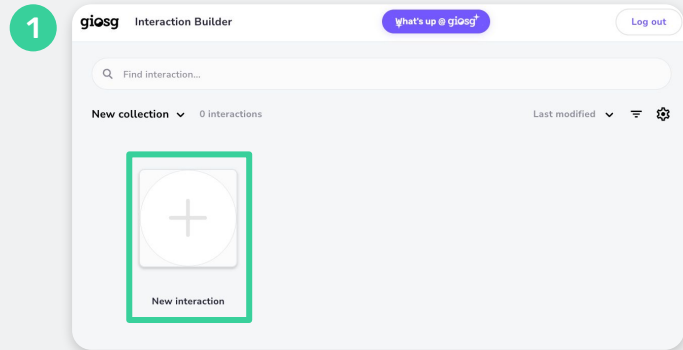 1
giosg Interaction Builder What's up @ giosg+ Log out
Find interaction...
New collection 0 interactions Last modified
New interaction